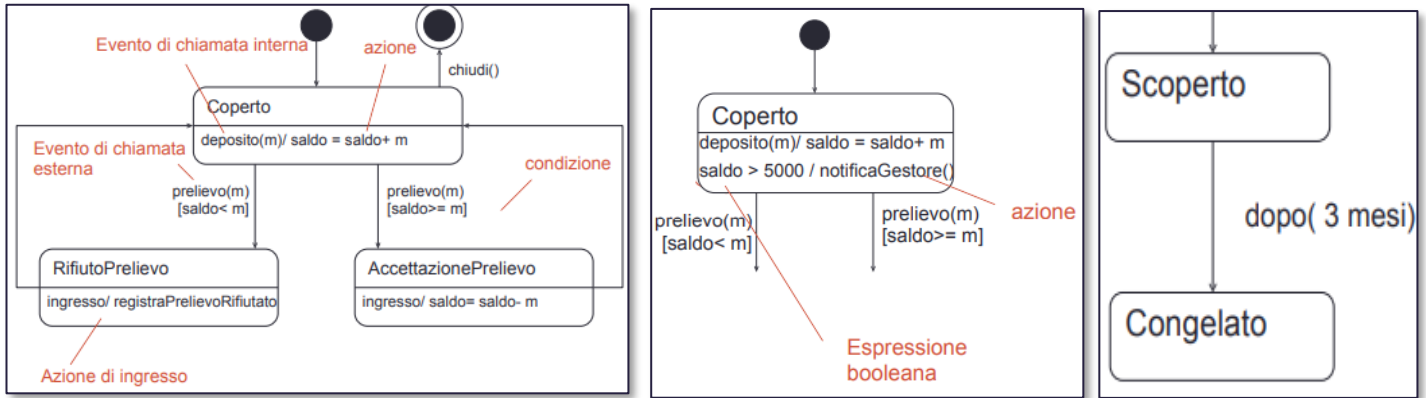 Evento di chiamata interna
azione
chiudi()
Coperto
deposito(m)/ saldo = saldo+ m
Evento di chiamata
esterna
prelievo(m)
[saldo< m]
prelievo(m)
[saldo>= m]
condizione
RifiutoPrelievo
ingresso/ registraPrelievoRifiutato
AccettazionePrelievo
ingresso/ saldo= saldo- m
Azione di ingresso
Coperto
deposito(m)/ saldo = saldo+ m
saldo > 5000 / notificaGestore()
prelievo(m)
[saldo< m]
prelievo(m)
[saldo>= m]
azione
Espressione
booleana
Scoperto
dopo( 3 mesi)
Congelato